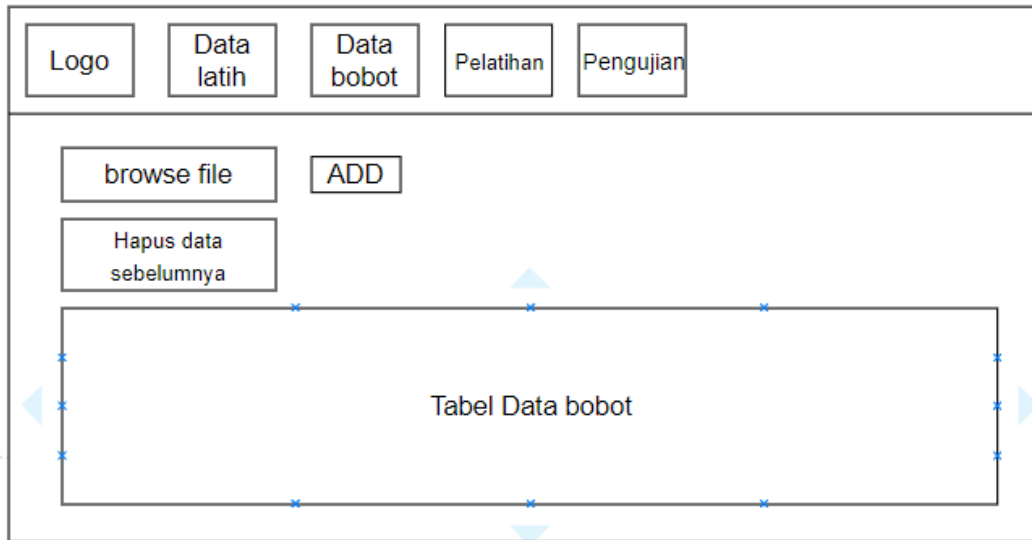 Logo
Data
latih
Data
bobot
Pelatihan
Pengujian
browse file
ADD
Hapus data
sebelumnya
Tabel Data bobot